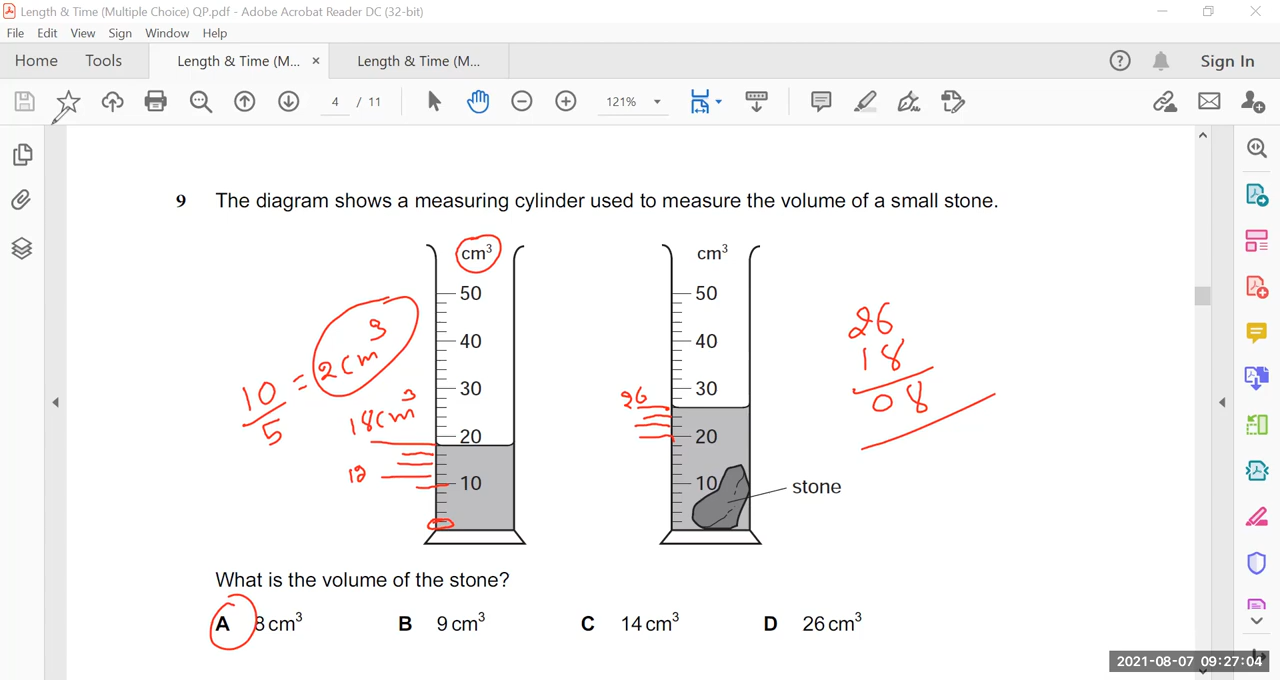 Length & Time (Multiple Choice) QP.pdf - Adobe Acrobat Reader DC (32-bit)
File Edit View Sign Window Help
Home Tools Length & Time (M... × Length & Time (M... Sign In
4 / 11 121%
9 The diagram shows a measuring cylinder used to measure the volume of a small stone.
cm³ cm³
50 50
40 40
30 30
20 20
10 10
10/5 = 2cm³
18cm³
12
26
26
18
08
stone
What is the volume of the stone?
A 8 cm³ B 9 cm³ C 14 cm³ D 26 cm³
2021-08-07 09:27:04